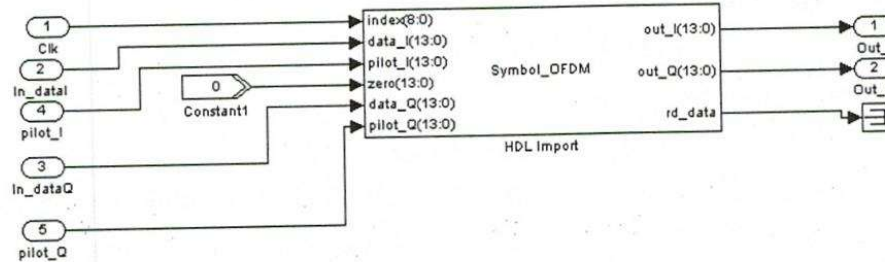 1
Clk
2
In_dataI
4
pilot_I
3
In_dataQ
5
pilot_Q
0
Constant1
index(8:0)
data_I(13:0)
pilot_I(13:0)
zero(13:0)
data_Q(13:0)
pilot_Q(13:0)
Symbol_OFDM
out_I(13:0)
out_Q(13:0)
rd_data
HDL Import
1
Out_
2
Out_